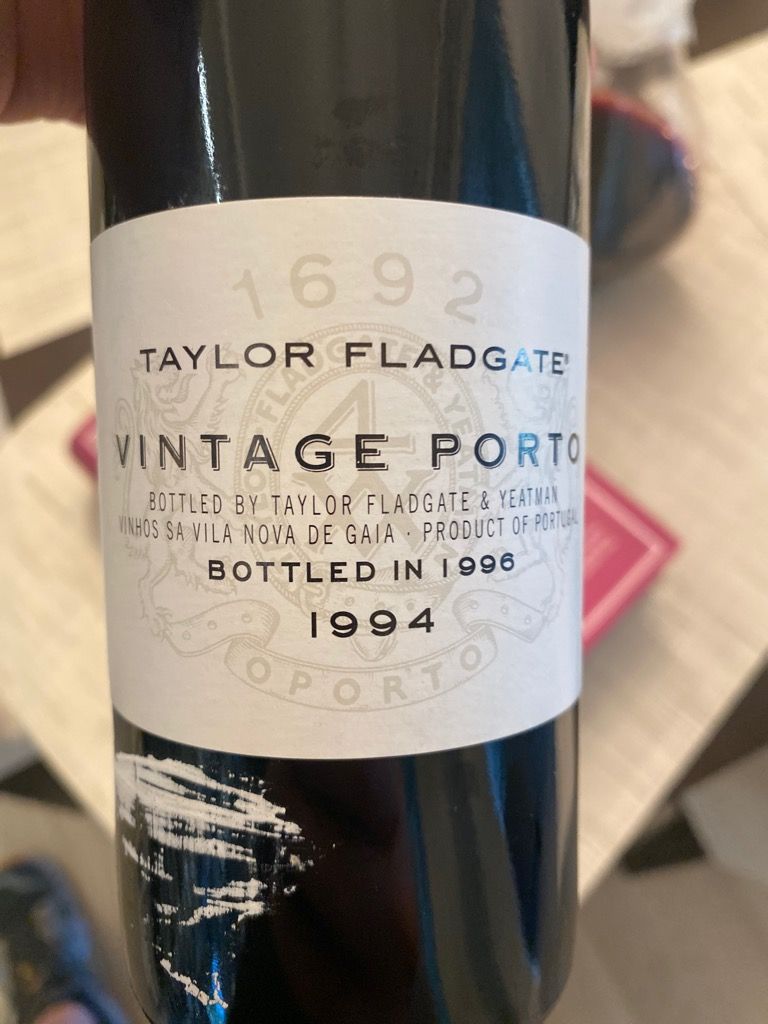 1692
TAYLOR FLADGATE®
VINTAGE PORTO
BOTTLED BY TAYLOR FLADGATE & YEATMAN
VINHOS SA VILA NOVA DE GAIA · PRODUCT OF PORTUGAL
BOTTLED IN 1996
1994
OPORTO